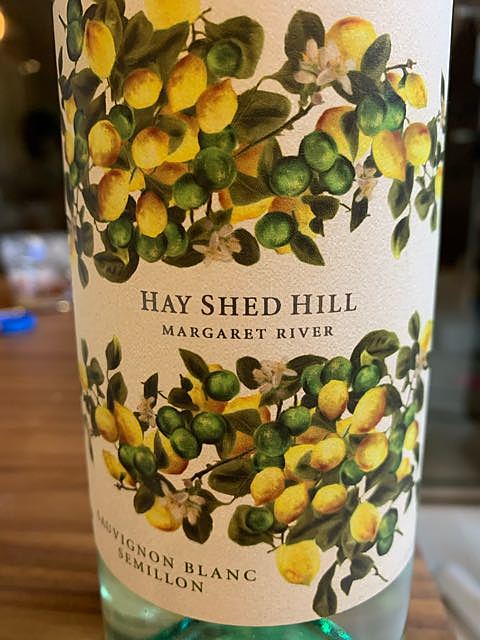 HAY SHED HILL
MARGARET RIVER
SAUVIGNON BLANC
SEMILLON